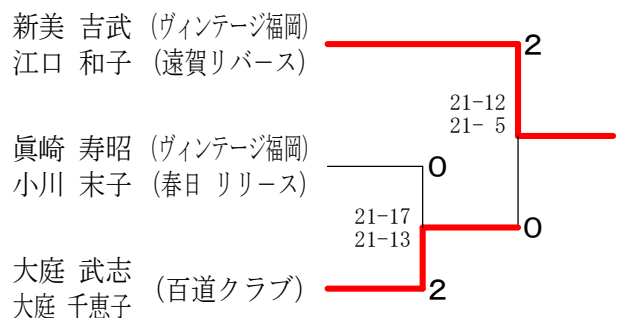 新美 吉武 (ヴィンテージ福岡)
江口 和子 (遠賀リバース)
2
21-12
21- 5
眞崎 寿昭 (ヴィンテージ福岡)
小川 末子 (春日 リリース)
0
21-17
21-13
0
大庭 武志
大庭 千恵子
(百道クラブ)
2